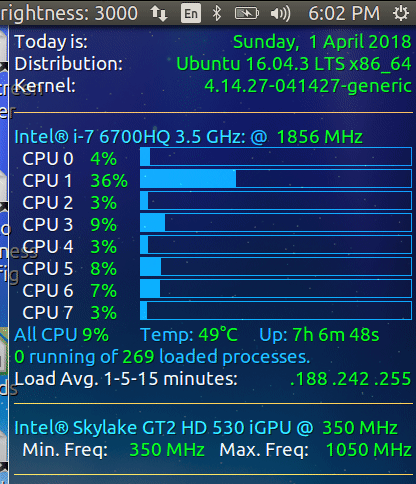 rightness: 3000 En 6:02 PM
Today is: Sunday, 1 April 2018
Distribution: Ubuntu 16.04.3 LTS x86_64
Kernel: 4.14.27-041427-generic
Intel® i-7 6700HQ 3.5 GHz: @ 1856 MHz
CPU 0 4%
CPU 1 36%
CPU 2 3%
CPU 3 9%
CPU 4 3%
CPU 5 8%
CPU 6 7%
CPU 7 3%
All CPU 9% Temp: 49°C Up: 7h 6m 48s
0 running of 269 loaded processes.
Load Avg. 1-5-15 minutes: .188 .242 .255
Intel® Skylake GT2 HD 530 iGPU @ 350 MHz
Min. Freq: 350 MHz Max. Freq: 1050 MHz